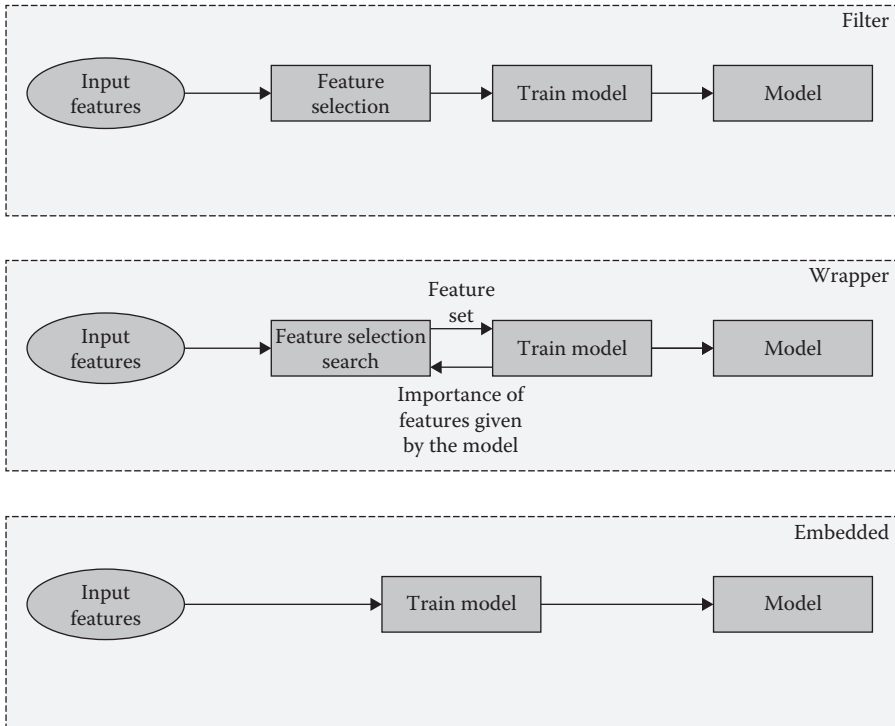 Filter
Input
features
Feature
selection
Train model
Model
Wrapper
Input
features
Feature selection
search
Feature
set
Importance of
features given
by the model
Train model
Model
Embedded
Input
features
Train model
Model